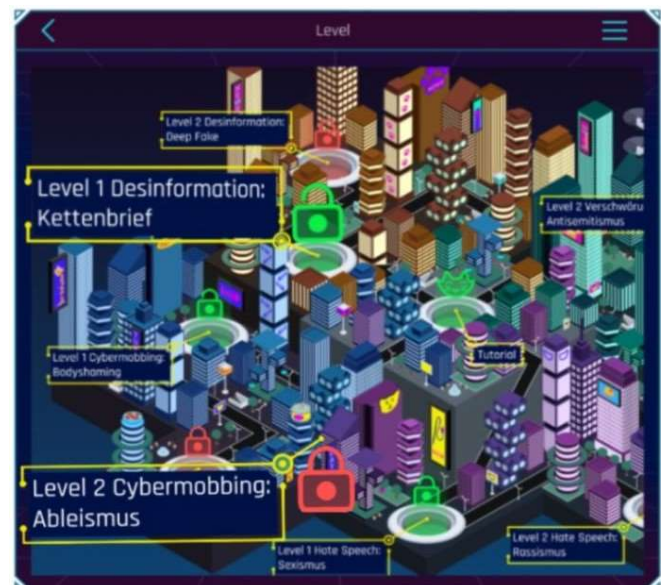 Level
Level 2 Desinformation:
Deep Fake
Level 1 Desinformation:
Kettenbrief
Level 2 Verschwöru
Antisemitismus
Level 1 Cybermobbing:
Bodyshaming
Tutorial
Level 2 Cybermobbing:
Ableismus
Level 1 Hate Speech:
Sexismus
Level 2 Hate Speech:
Rassismus